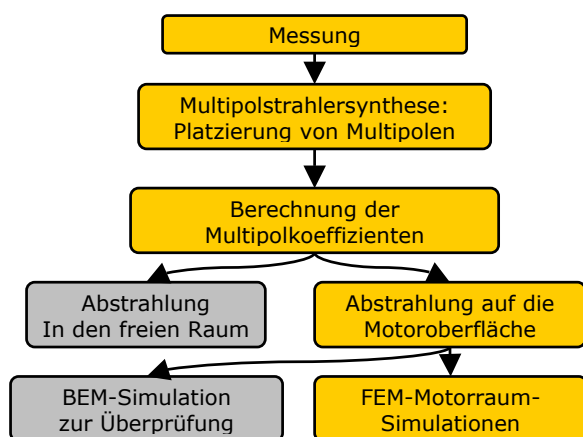 Messung
Multipolstrahlersynthese:
Platzierung von Multipolen
Berechnung der
Multipolkoeffizienten
Abstrahlung
In den freien Raum
Abstrahlung auf die
Motoroberfläche
BEM-Simulation
zur Überprüfung
FEM-Motorraum-
Simulationen